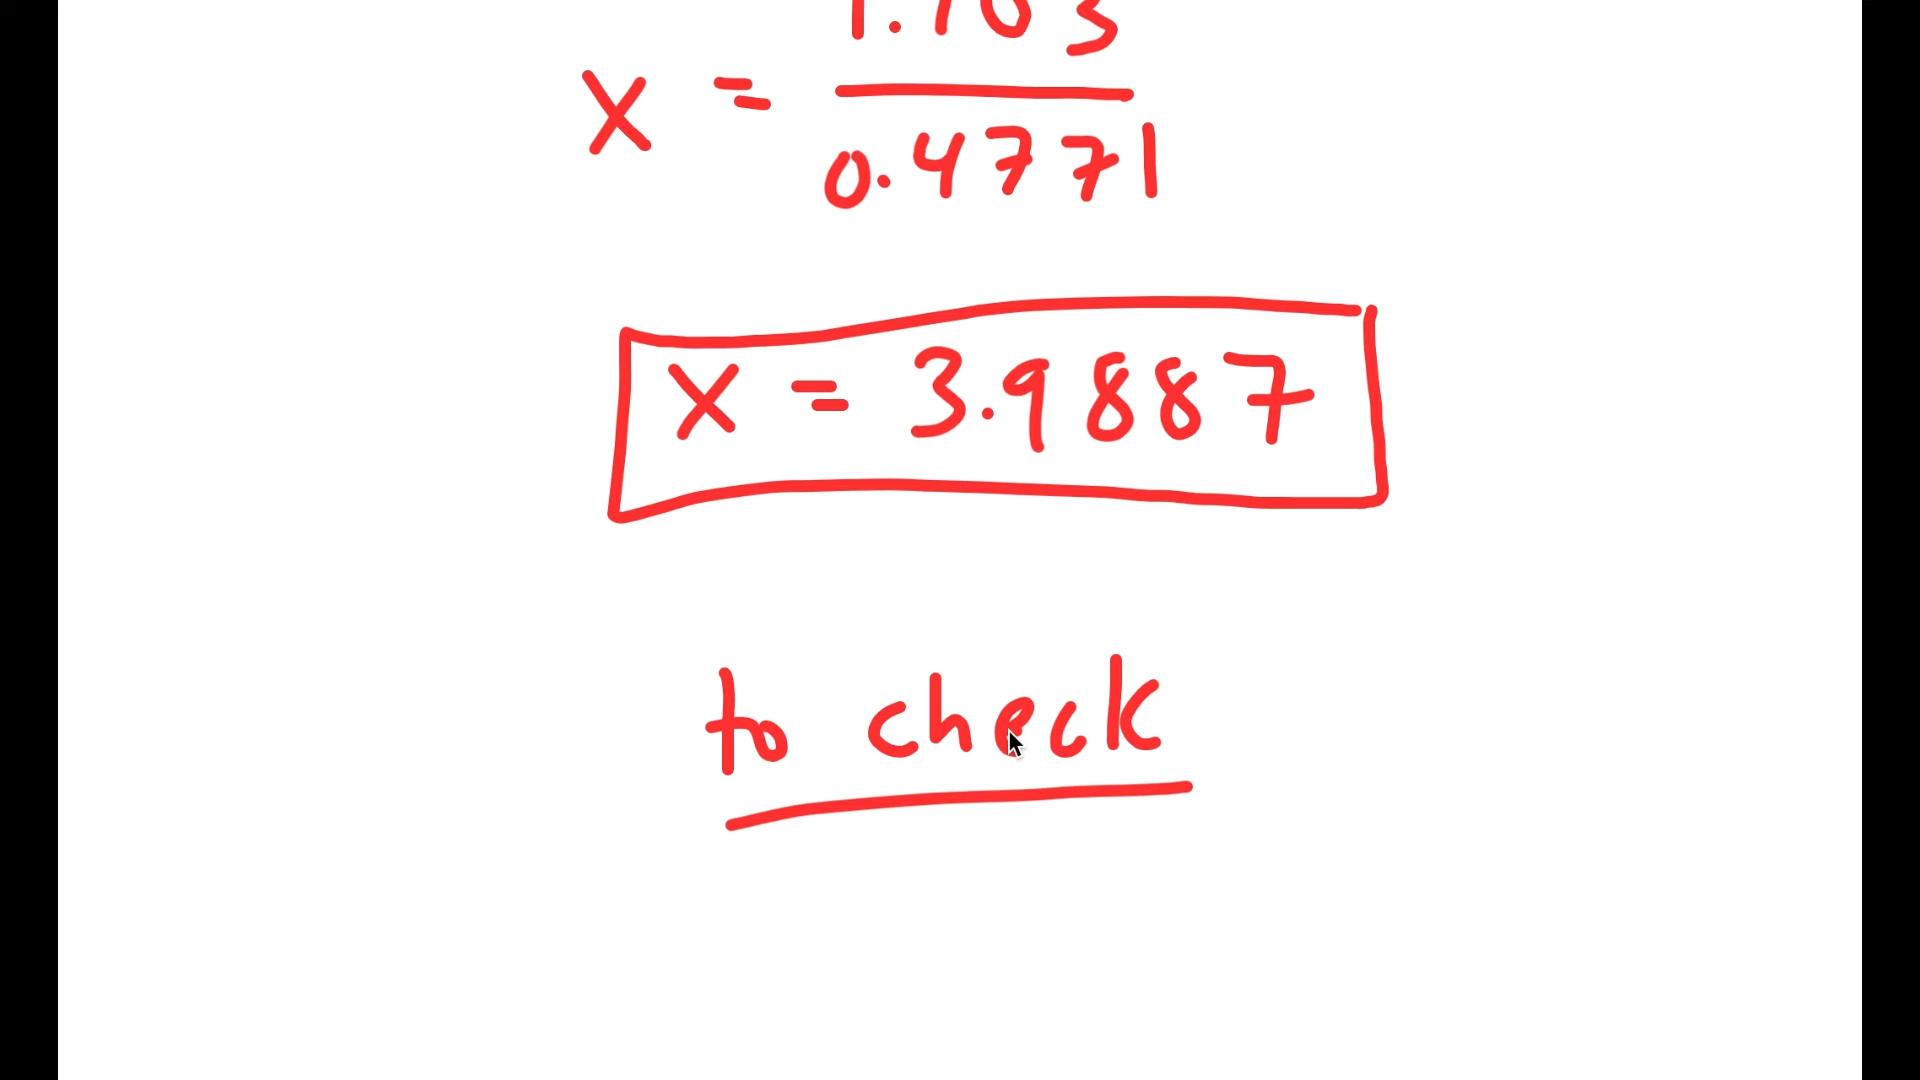 x =
0.4771
x = 3.9887
to check